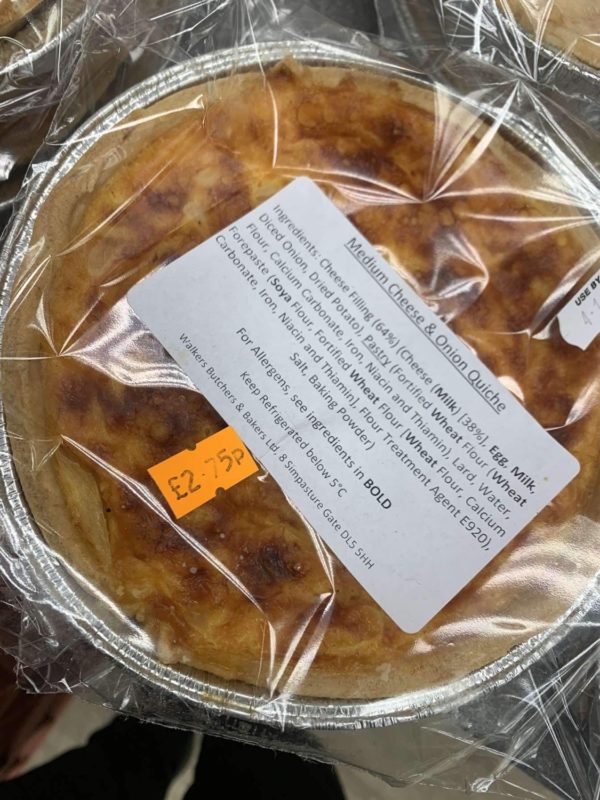 Medium Cheese & Onion Quiche
Ingredients: Cheese Filling (64%) (Cheese (Milk) [38%], Egg, Milk,
Diced Onion, Dried Potato), Pastry (Fortified Wheat Flour (Wheat
Flour, Calcium Carbonate, Iron, Niacin and Thiamin), Lard, Water,
Forepaste (Soya Flour, Fortified Wheat Flour [Wheat Flour, Calcium
Carbonate, Iron, Niacin and Thiamin], Flour Treatment Agent E920),
Salt, Baking Powder)
For Allergens, see ingredients in BOLD
Keep Refrigerated below 5°C
Walkers Butchers & Bakers Ltd, 8 Simpasture Gate DL5 5HH
£2.75p
USE BY